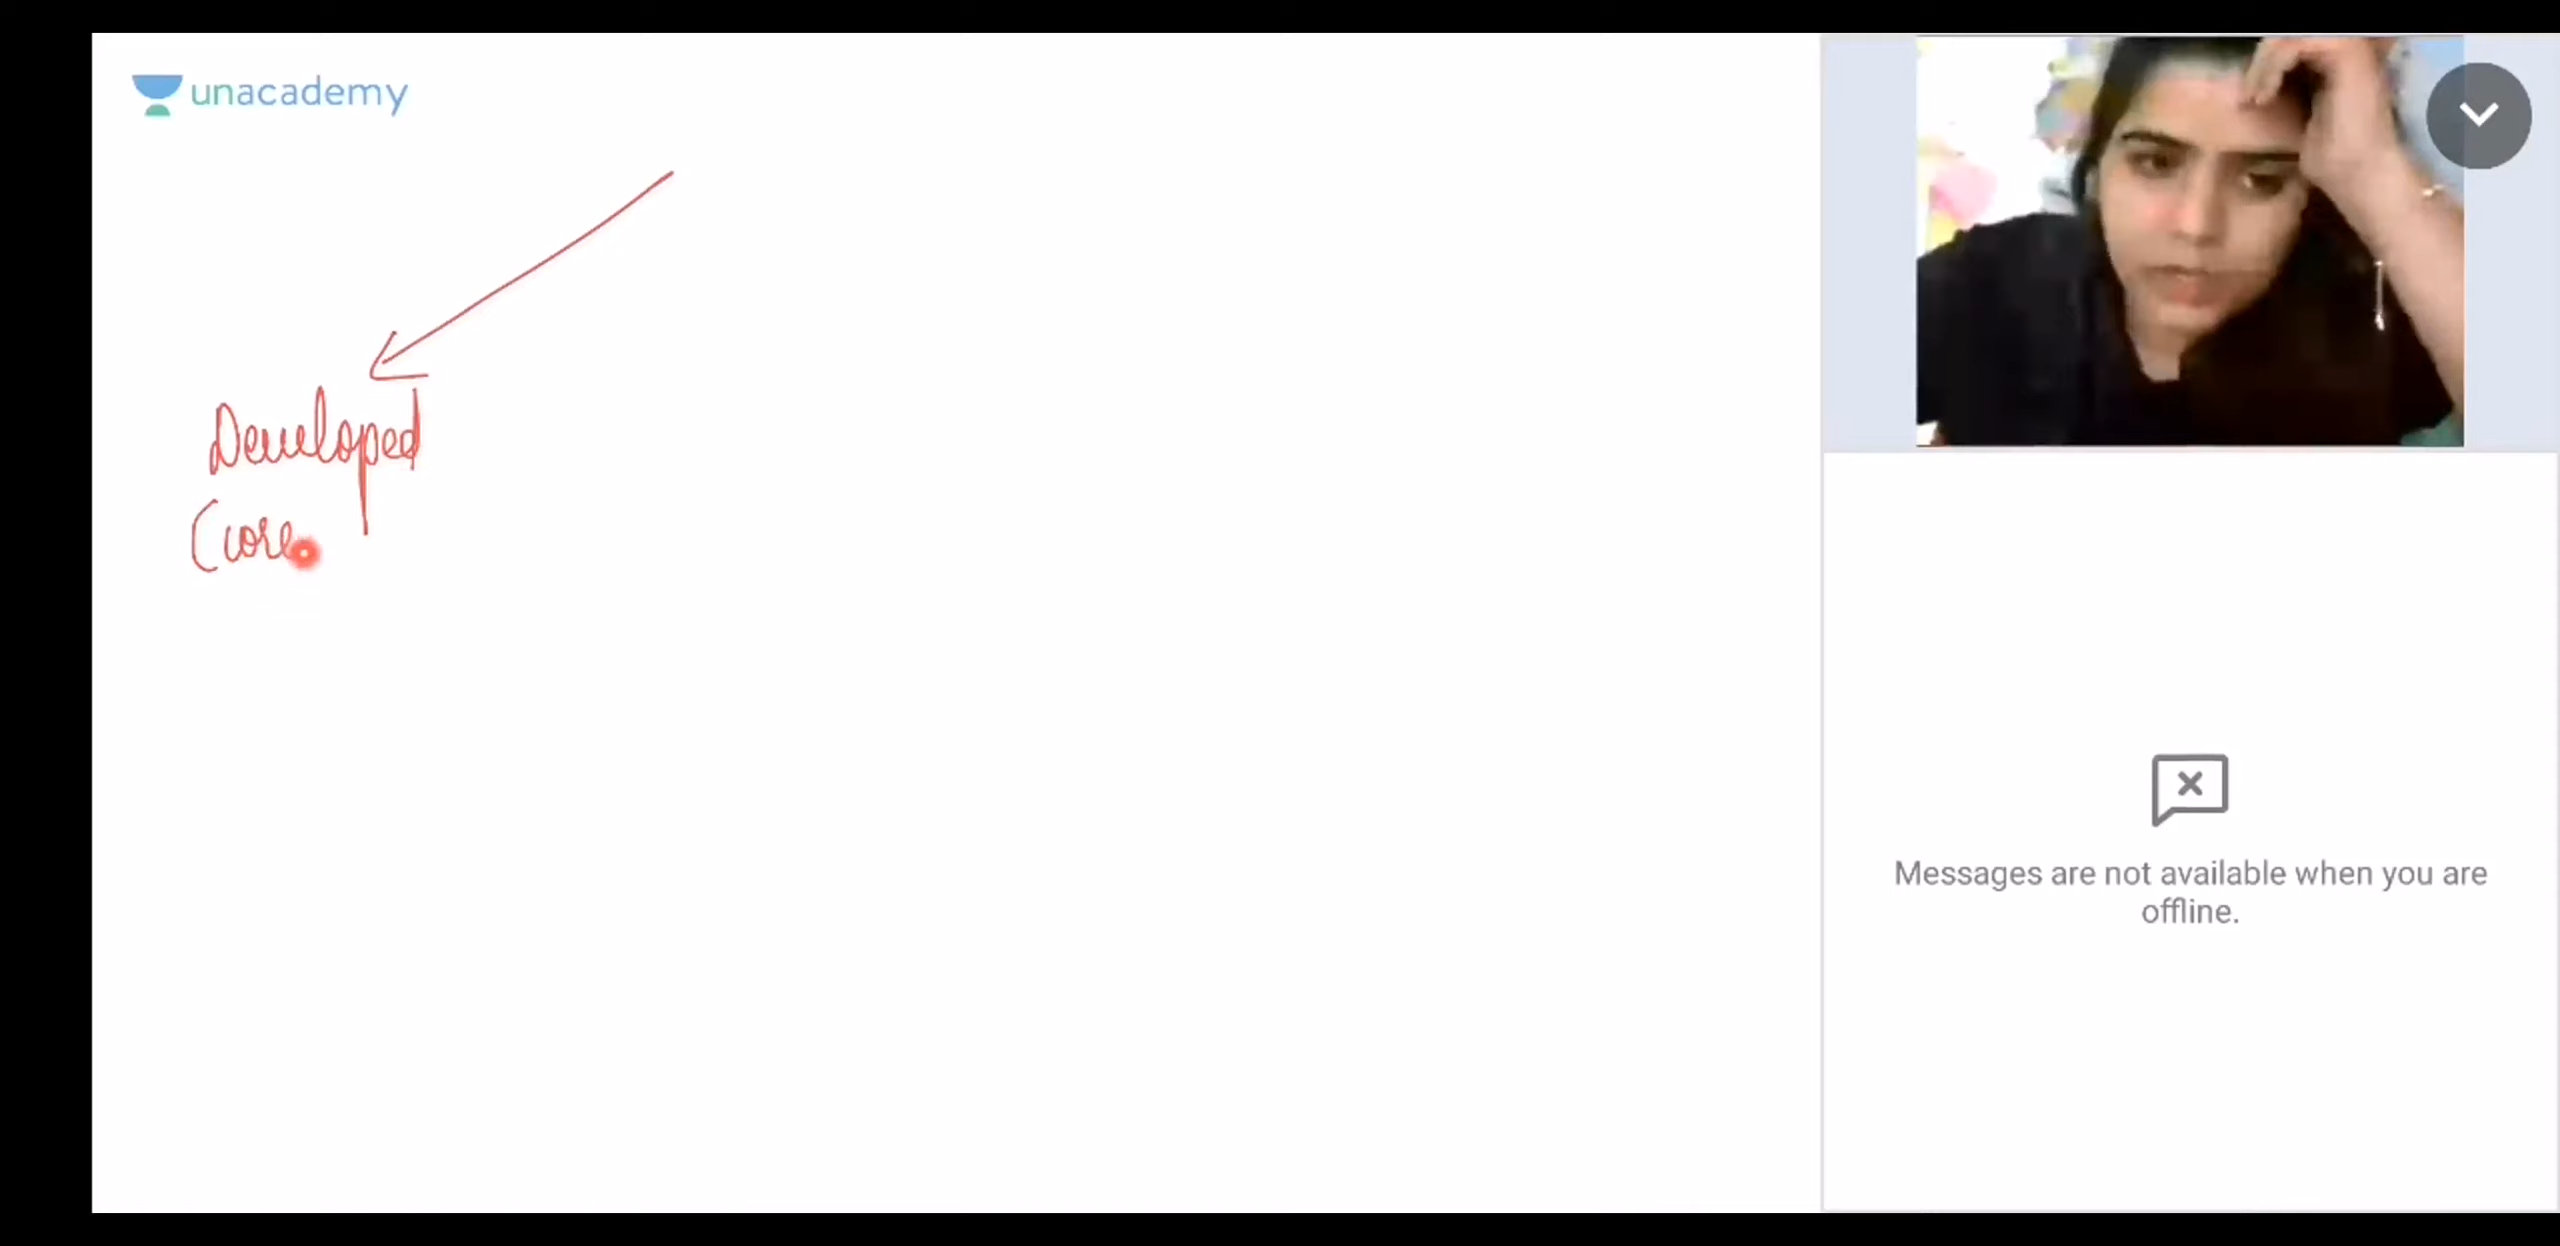 unacademy
Developed
(core
Messages are not available when you are
offline.